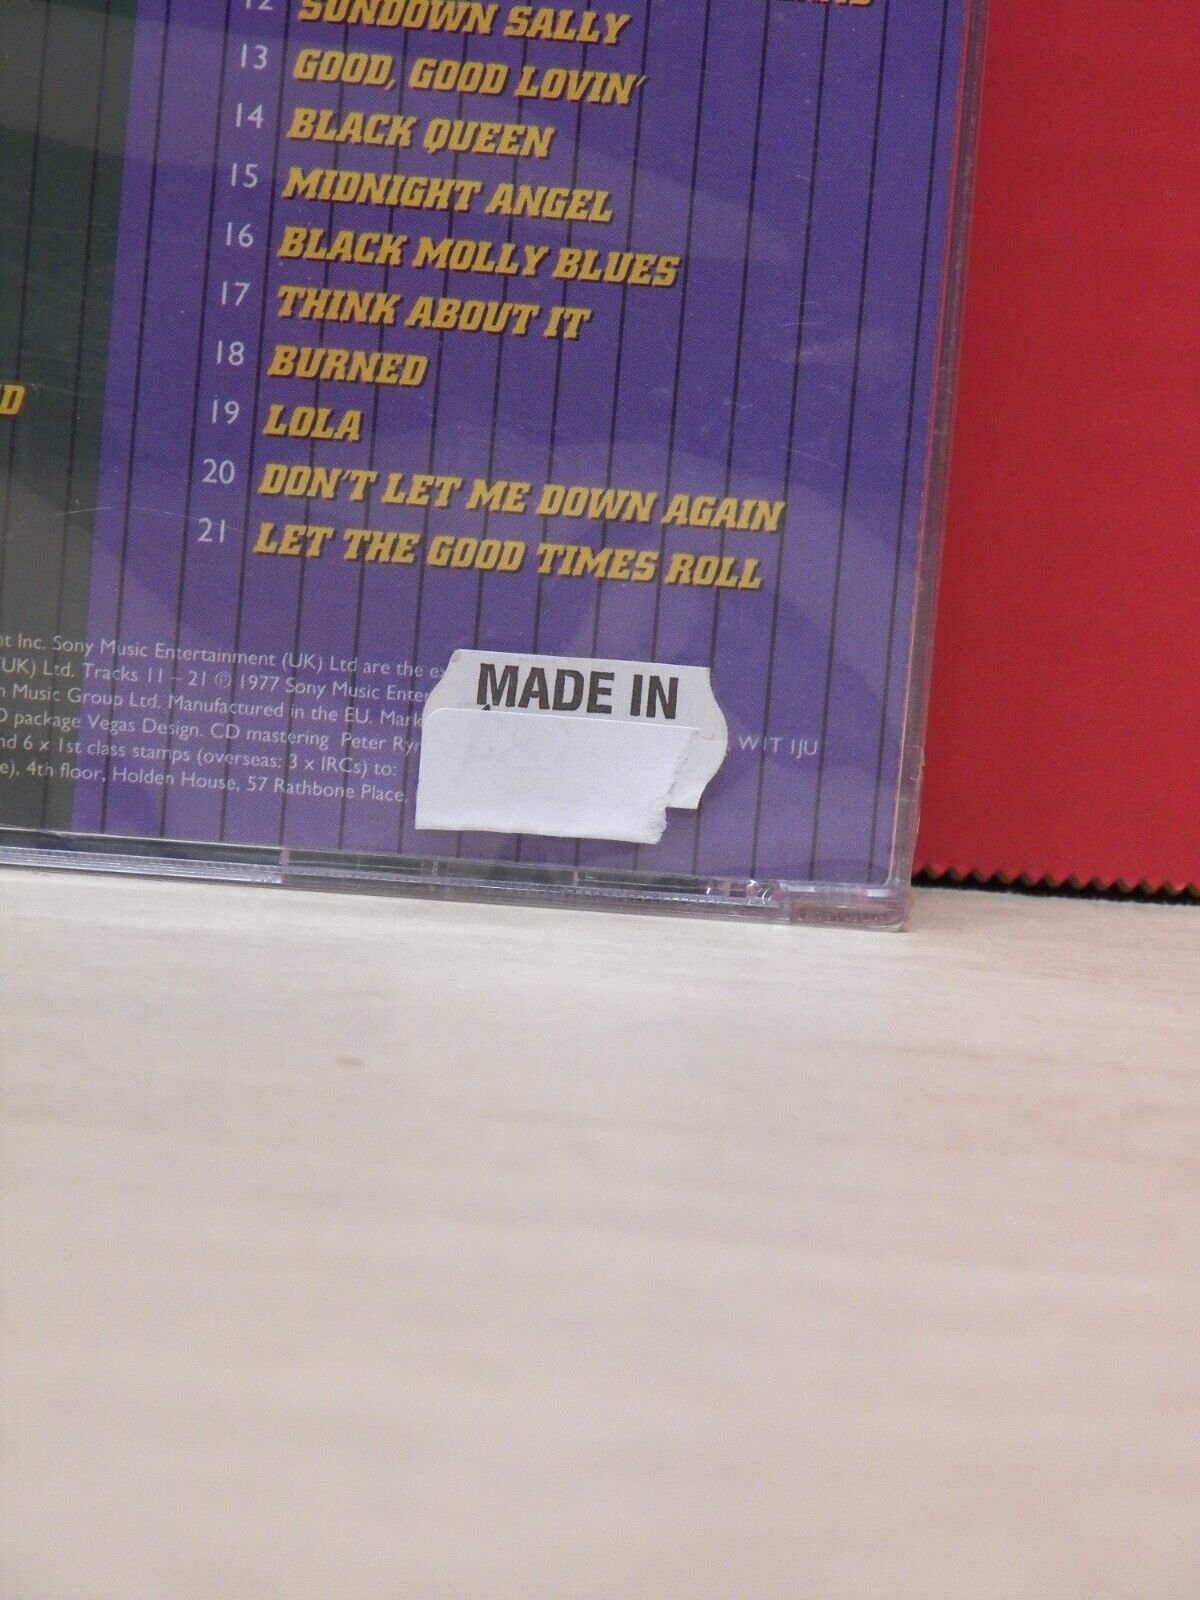 12 SUNDOWN SALLY
13 GOOD, GOOD LOVIN'
14 BLACK QUEEN
15 MIDNIGHT ANGEL
16 BLACK MOLLY BLUES
17 THINK ABOUT IT
18 BURNED
19 LOLA
20 DON'T LET ME DOWN AGAIN
21 LET THE GOOD TIMES ROLL
Inc. Sony Music Entertainment (UK) Ltd are the
(UK) Ltd. Tracks 11 – 21 ℗ 1977 Sony Music
Music Group Ltd. Manufactured in the EU.
package Vegas Design. CD mastering Peter
6 x 1st class stamps (overseas: 3 x IRCs) to:
4th floor, Holden House, 57 Rathbone Place, W1T 1JU
MADE IN